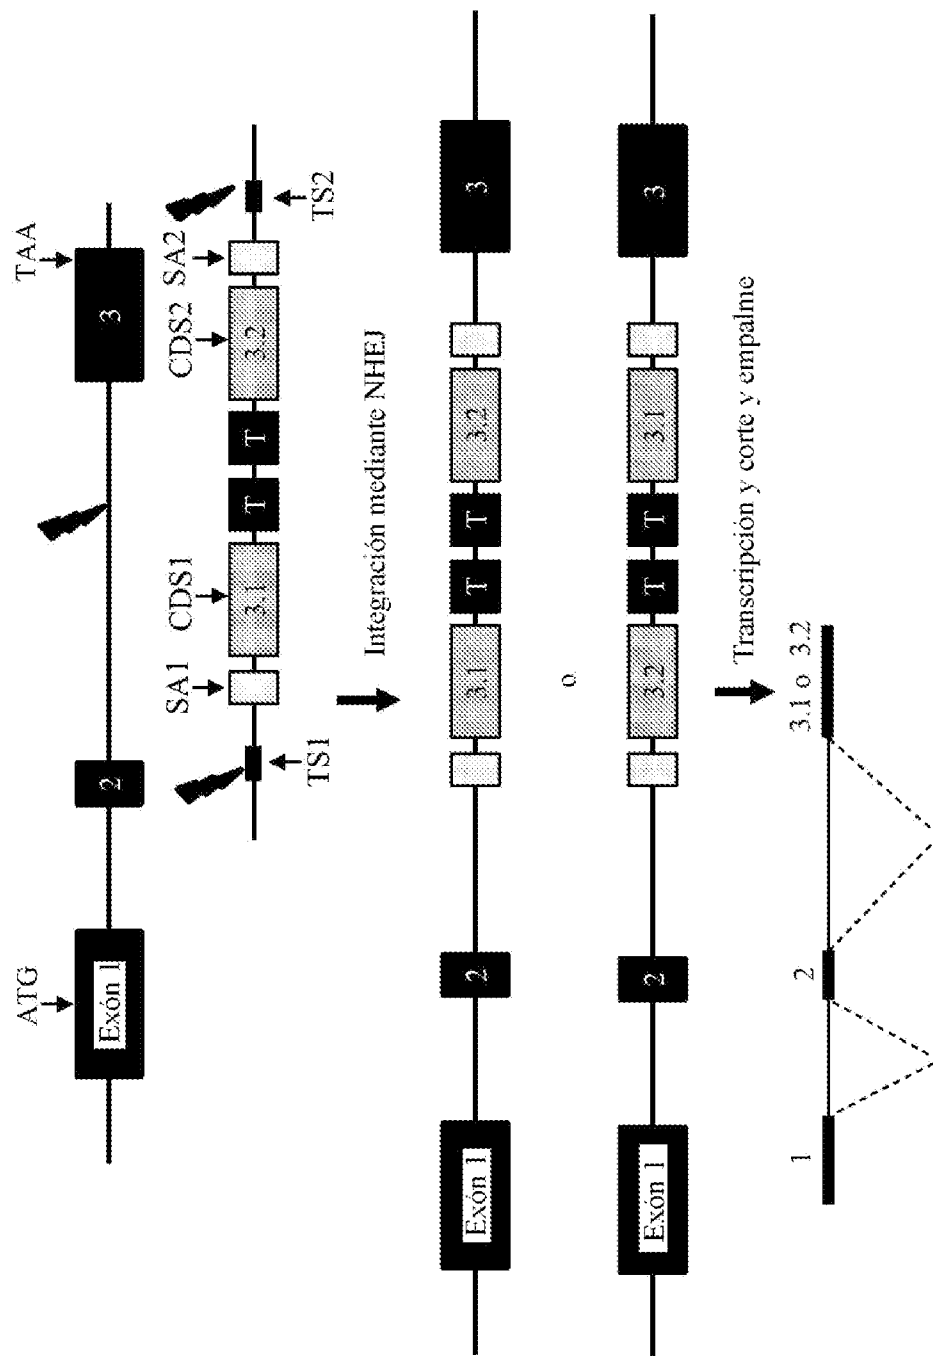 ATG
TAA
Exón 1
2
3
SA1
CDS1
CDS2
SA2
3.1
T
T
3.2
TS1
TS2
Integración mediante NHEJ
Exón 1
2
3.1
T
T
3.2
3
o
Exón 1
2
3.2
T
T
3.1
3
Transcripción y corte y empalme
1
2
3.1 o 3.2